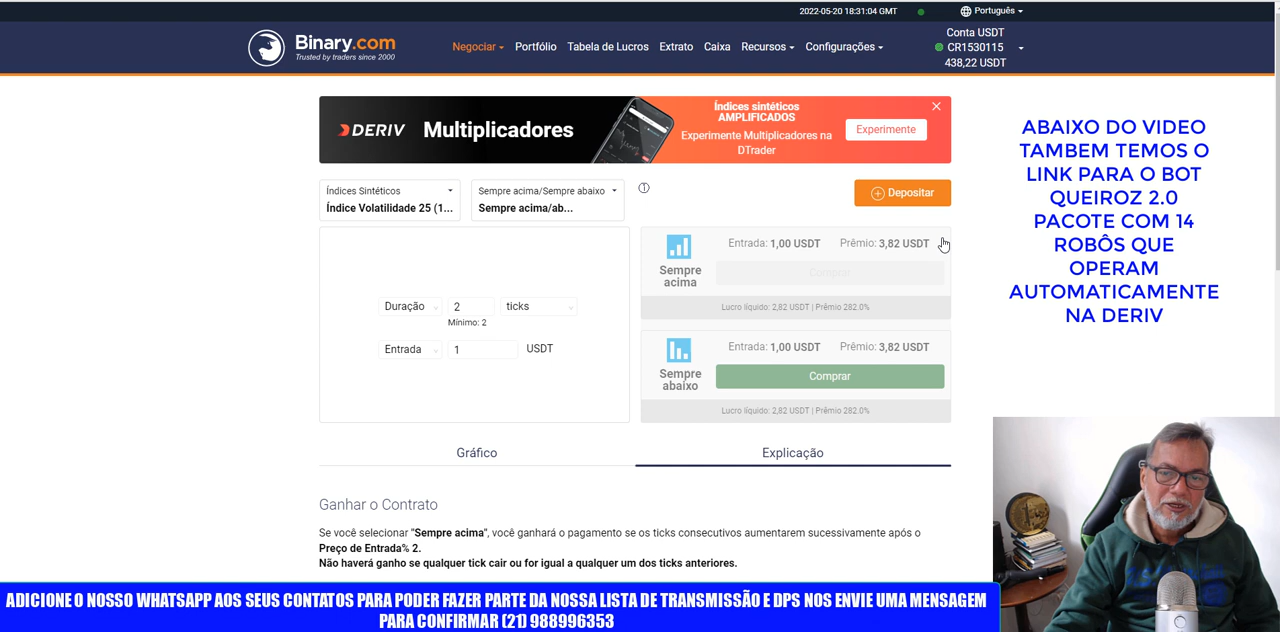 2022-05-20 18:31:04 GMT
Português
Binary.com
Trusted by traders since 2000
Negociar Portfólio Tabela de Lucros Extrato Caixa Recursos Configurações
Conta USDT
CR1530115
438,22 USDT
DERIV Multiplicadores
Índices sintéticos
AMPLIFICADOS
Experimente Multiplicadores na
DTrader
Experimente
Índices Sintéticos
Índice Volatilidade 25 (1...
Sempre acima/Sempre abaixo
Sempre acima/ab...
Depositar
Duração 2 ticks
Mínimo: 2
Entrada 1 USDT
Sempre
acima
Entrada: 1,00 USDT Prêmio: 3,82 USDT
Comprar
Lucro líquido: 2,82 USDT | Prêmio 282.0%
Sempre
abaixo
Entrada: 1,00 USDT Prêmio: 3,82 USDT
Comprar
Lucro líquido: 2,82 USDT | Prêmio 282.0%
Gráfico Explicação
Ganhar o Contrato
Se você selecionar "Sempre acima", você ganhará o pagamento se os ticks consecutivos aumentarem sucessivamente após o
Preço de Entrada% 2.
Não haverá ganho se qualquer tick cair ou for igual a qualquer um dos ticks anteriores.
ABAIXO DO VIDEO
TAMBEM TEMOS O
LINK PARA O BOT
QUEIROZ 2.0
PACOTE COM 14
ROBÔS QUE
OPERAM
AUTOMATICAMENTE
NA DERIV
ADICIONE O NOSSO WHATSAPP AOS SEUS CONTATOS PARA PODER FAZER PARTE DA NOSSA LISTA DE TRANSMISSÃO E DPS NOS ENVIE UMA MENSAGEM
PARA CONFIRMAR (21) 988996353